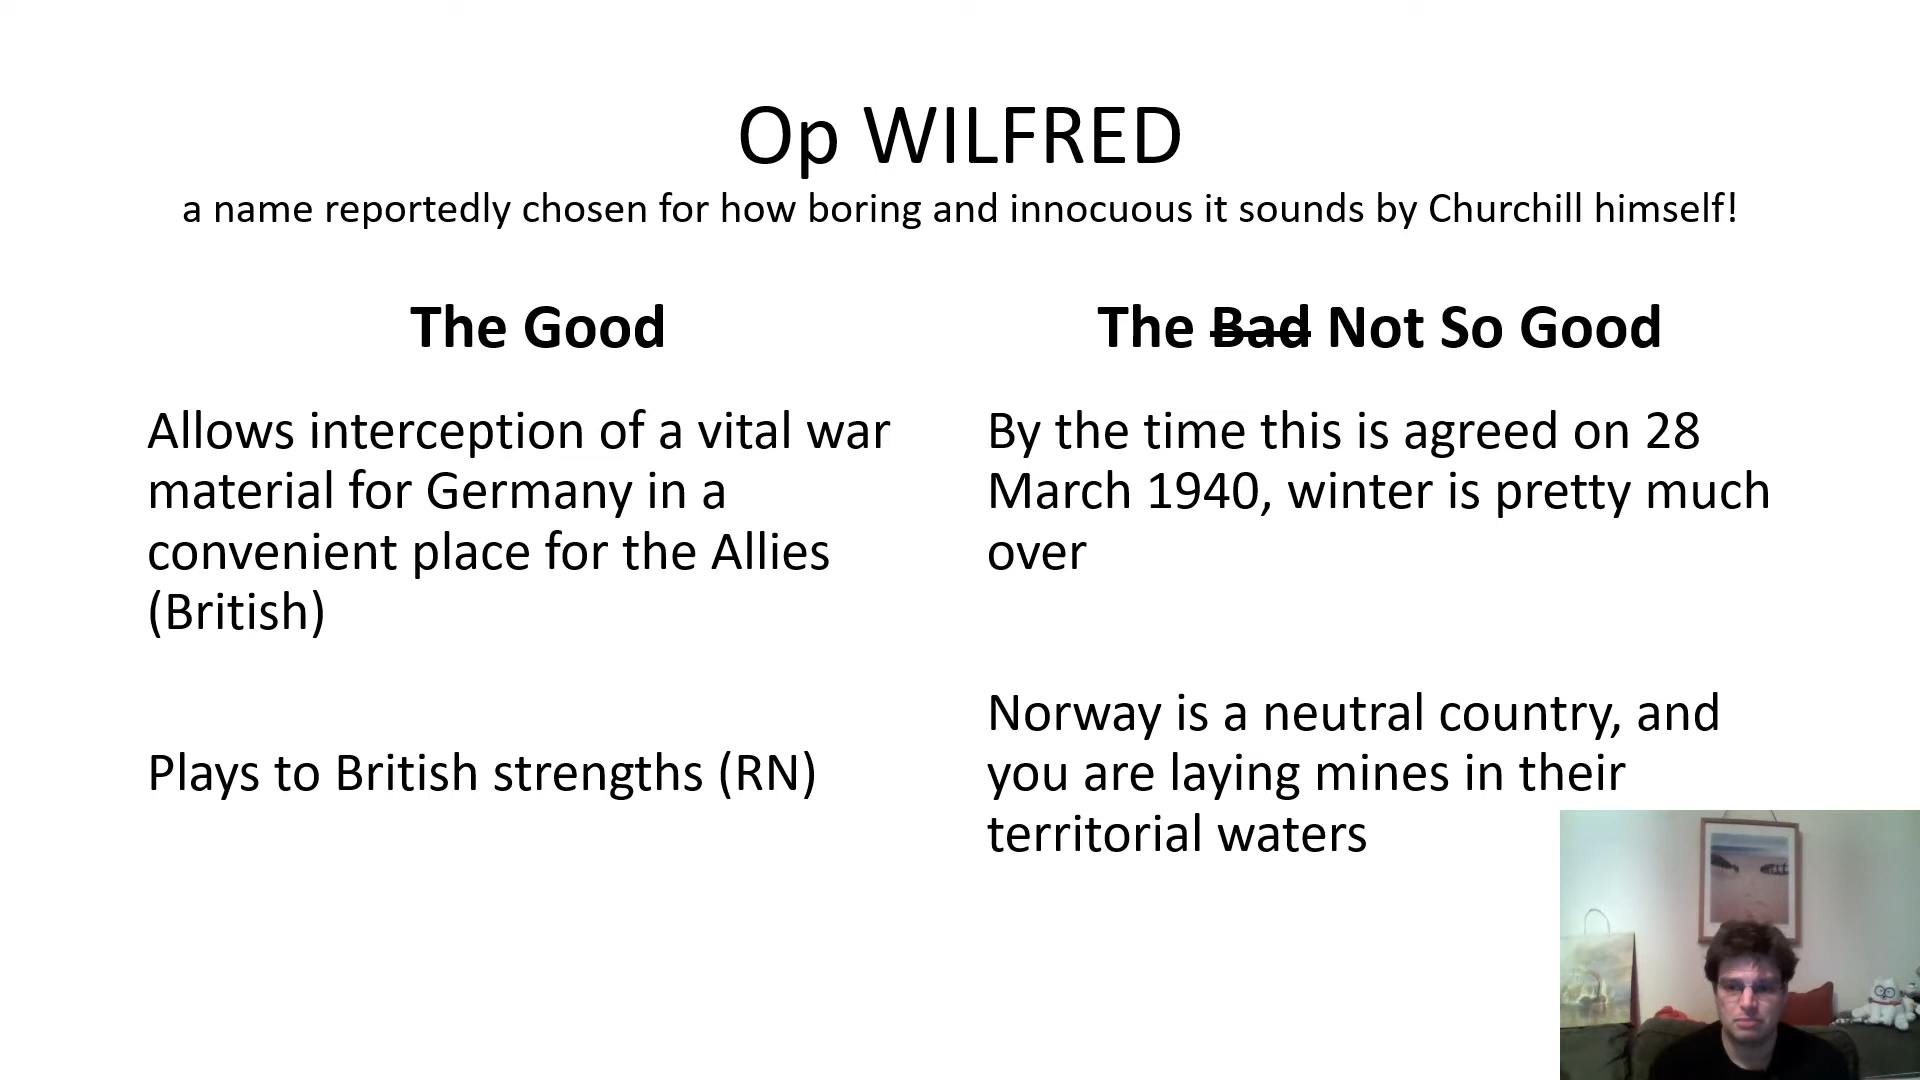 Op WILFRED
a name reportedly chosen for how boring and innocuous it sounds by Churchill himself!
The Good
Allows interception of a vital war
material for Germany in a
convenient place for the Allies
(British)
Plays to British strengths (RN)
The Bad Not So Good
By the time this is agreed on 28
March 1940, winter is pretty much
over
Norway is a neutral country, and
you are laying mines in their
territorial waters